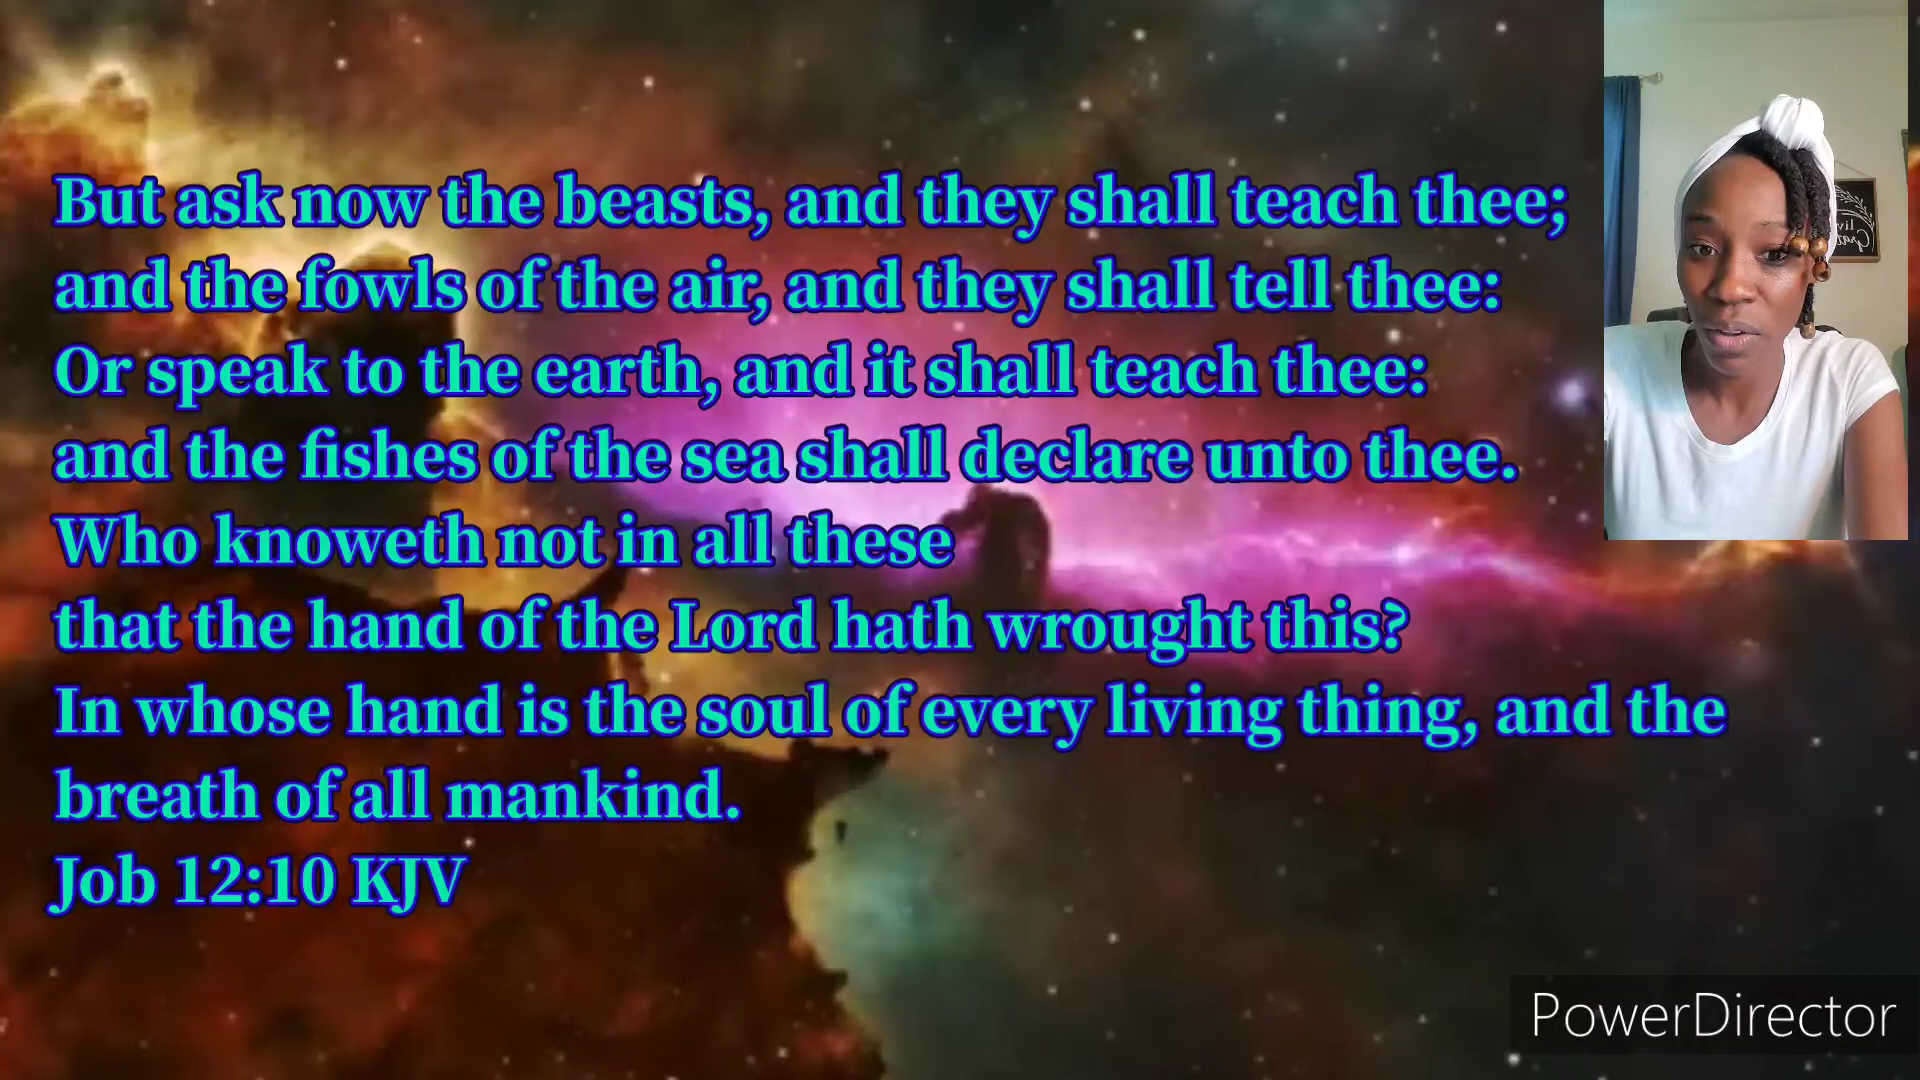 But ask now the beasts, and they shall teach thee;
and the fowls of the air, and they shall tell thee:
Or speak to the earth, and it shall teach thee:
and the fishes of the sea shall declare unto thee.
Who knoweth not in all these
that the hand of the Lord hath wrought this?
In whose hand is the soul of every living thing, and the
breath of all mankind.
Job 12:10 KJV
PowerDirector